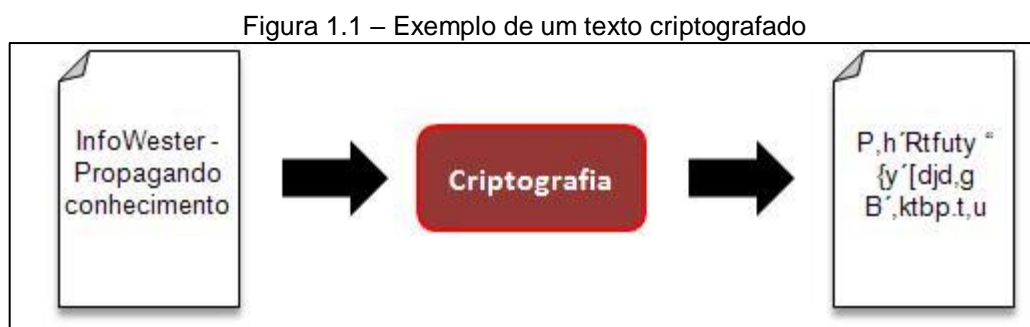 Figura 1.1 – Exemplo de um texto criptografado
InfoWester -
Propagando
conhecimento
Criptografia
P,h´Rtfuty “
{y´[djd,g
B´,ktbp.t,u